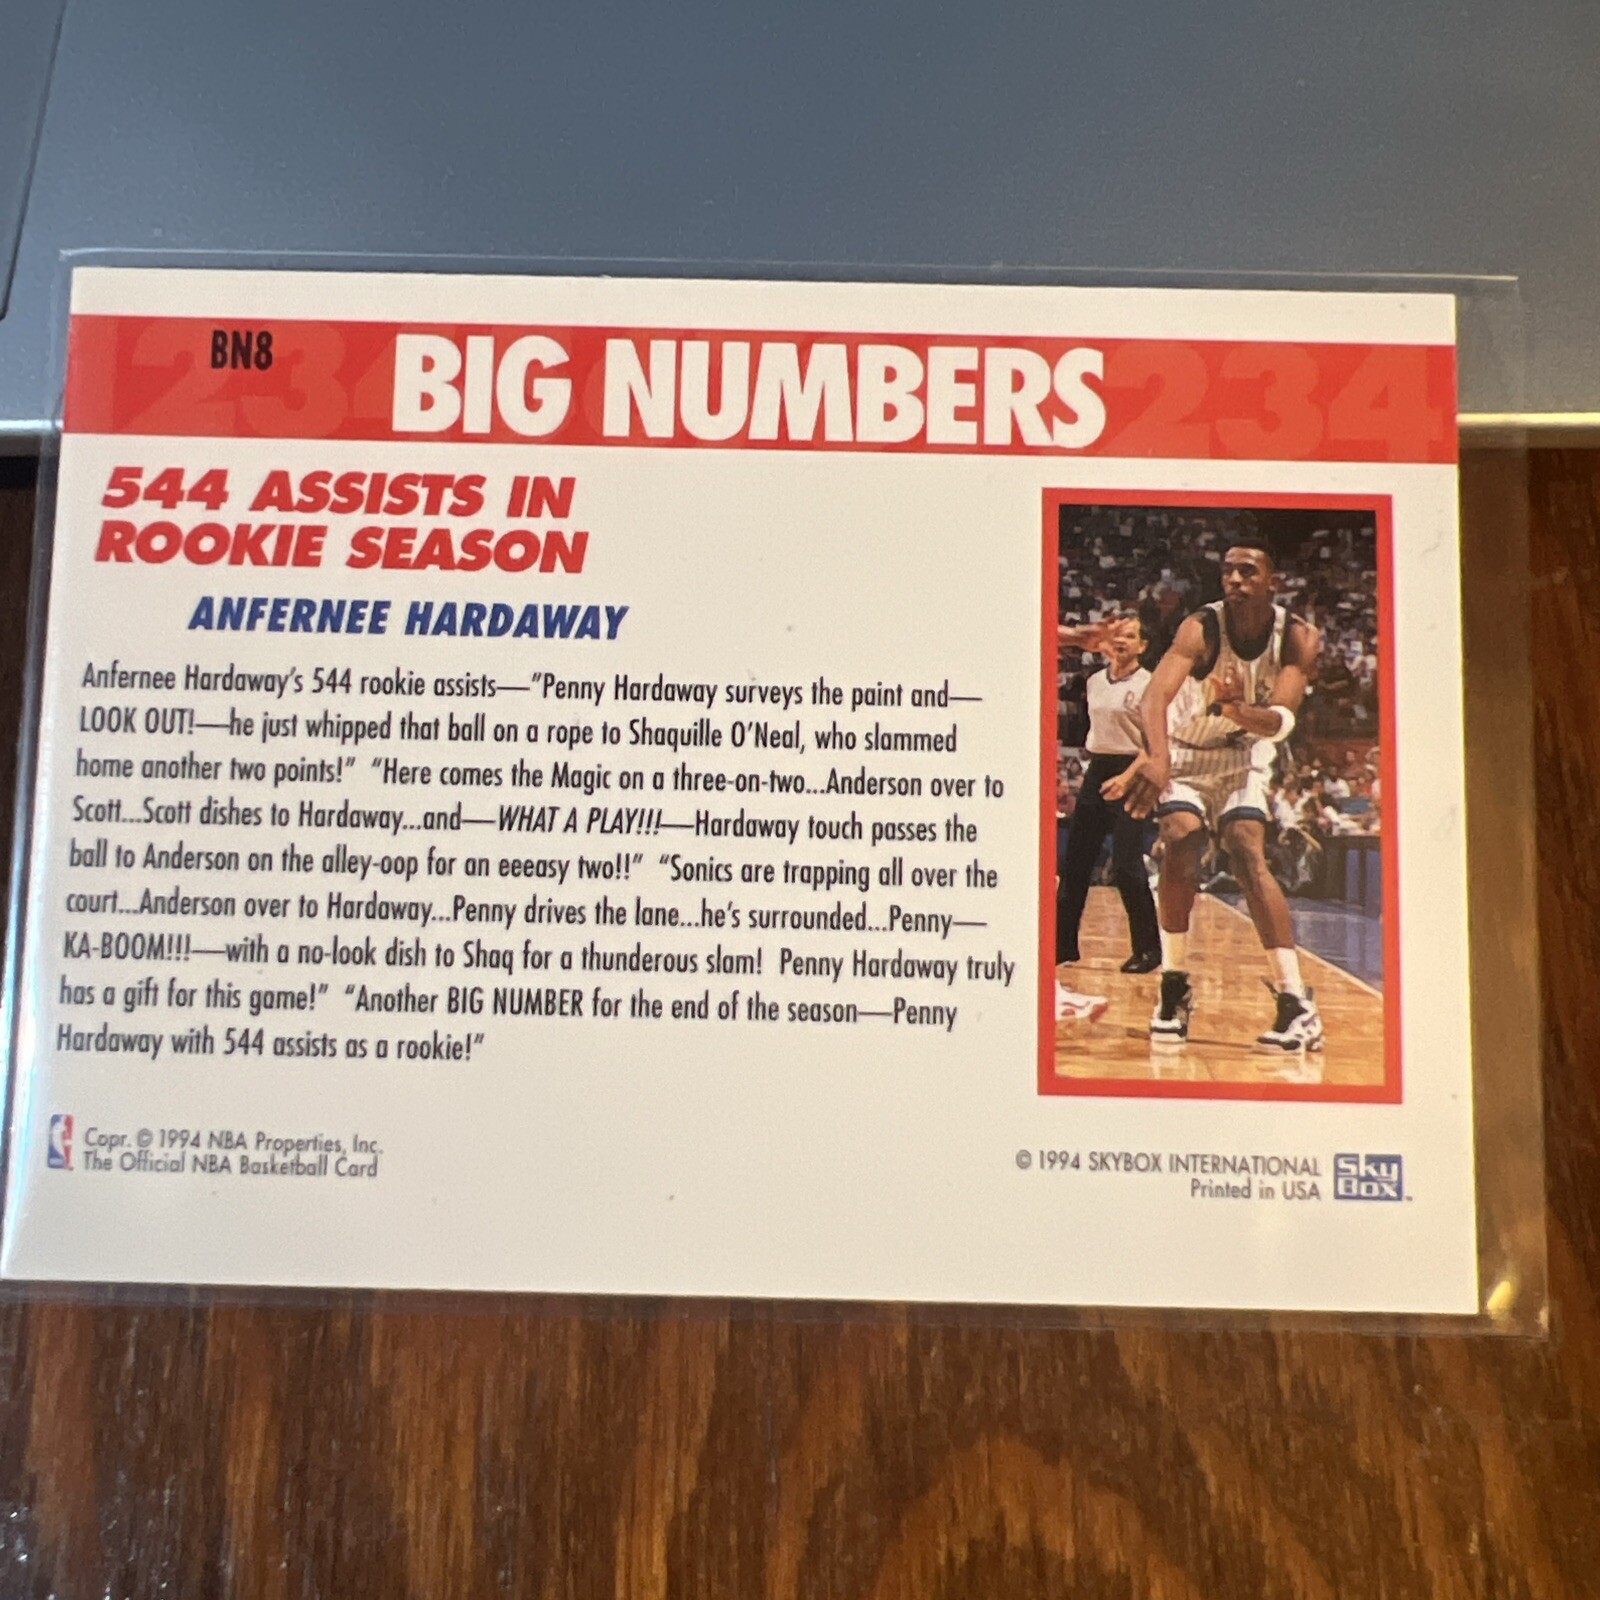 BN8
BIG NUMBERS
544 ASSISTS IN
ROOKIE SEASON
ANFERNEE HARDAWAY
Anfernee Hardaway's 544 rookie assists—"Penny Hardaway surveys the paint and—
LOOK OUT!—he just whipped that ball on a rope to Shaquille O'Neal, who slammed
home another two points!" "Here comes the Magic on a three-on-two...Anderson over to
Scott...Scott dishes to Hardaway...and—WHAT A PLAY!!!—Hardaway touch passes the
ball to Anderson on the alley-oop for an eeeasy two!!" "Sonics are trapping all over the
court...Anderson over to Hardaway...Penny drives the lane...he's surrounded...Penny—
KA-BOOM!!!—with a no-look dish to Shaq for a thunderous slam! Penny Hardaway truly
has a gift for this game!" "Another BIG NUMBER for the end of the season—Penny
Hardaway with 544 assists as a rookie!"
Copr. © 1994 NBA Properties, Inc.
The Official NBA Basketball Card
© 1994 SKYBOX INTERNATIONAL
Printed in USA
Sky
Box™